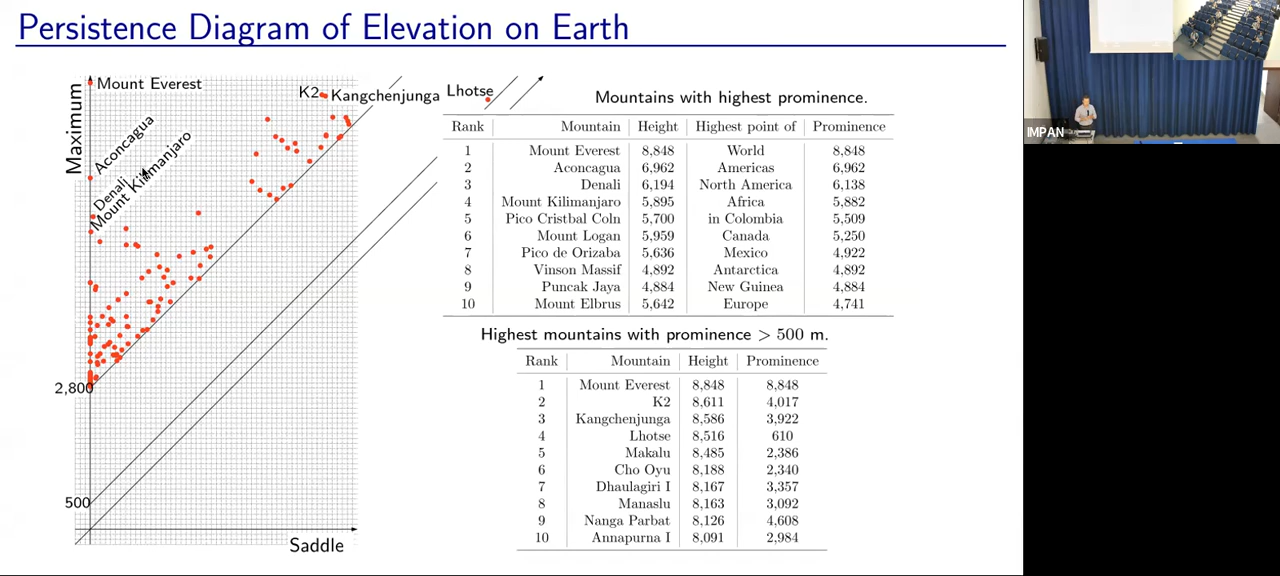 Persistence Diagram of Elevation on Earth
Maximum
Mount Everest
Aconcagua
Denali
Mount Kilimanjaro
K2
Kangchenjunga
Lhotse
2,800
500
Saddle
Mountains with highest prominence.
Rank Mountain Height Highest point of Prominence
1 Mount Everest 8,848 World 8,848
2 Aconcagua 6,962 Americas 6,962
3 Denali 6,194 North America 6,138
4 Mount Kilimanjaro 5,895 Africa 5,882
5 Pico Cristbal Coln 5,700 in Colombia 5,509
6 Mount Logan 5,959 Canada 5,250
7 Pico de Orizaba 5,636 Mexico 4,922
8 Vinson Massif 4,892 Antarctica 4,892
9 Puncak Jaya 4,884 New Guinea 4,884
10 Mount Elbrus 5,642 Europe 4,741
Highest mountains with prominence > 500 m.
Rank Mountain Height Prominence
1 Mount Everest 8,848 8,848
2 K2 8,611 4,017
3 Kangchenjunga 8,586 3,922
4 Lhotse 8,516 610
5 Makalu 8,485 2,386
6 Cho Oyu 8,188 2,340
7 Dhaulagiri I 8,167 3,357
8 Manaslu 8,163 3,092
9 Nanga Parbat 8,126 4,608
10 Annapurna I 8,091 2,984
IMPAN